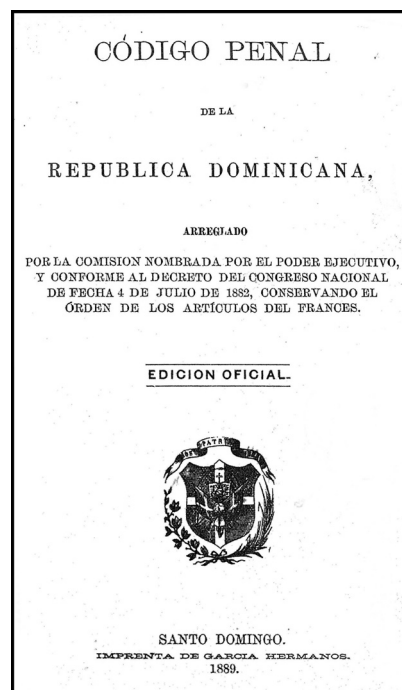 CÓDIGO PENAL
DE LA
REPUBLICA DOMINICANA,
ARREGLADO
POR LA COMISION NOMBRADA POR EL PODER EJECUTIVO,
Y CONFORME AL DECRETO DEL CONGRESO NACIONAL
DE FECHA 4 DE JULIO DE 1882, CONSERVANDO EL
ÓRDEN DE LOS ARTÍCULOS DEL FRANCES.
EDICION OFICIAL.
SANTO DOMINGO.
IMPRENTA DE GARCIA HERMANOS.
1889.